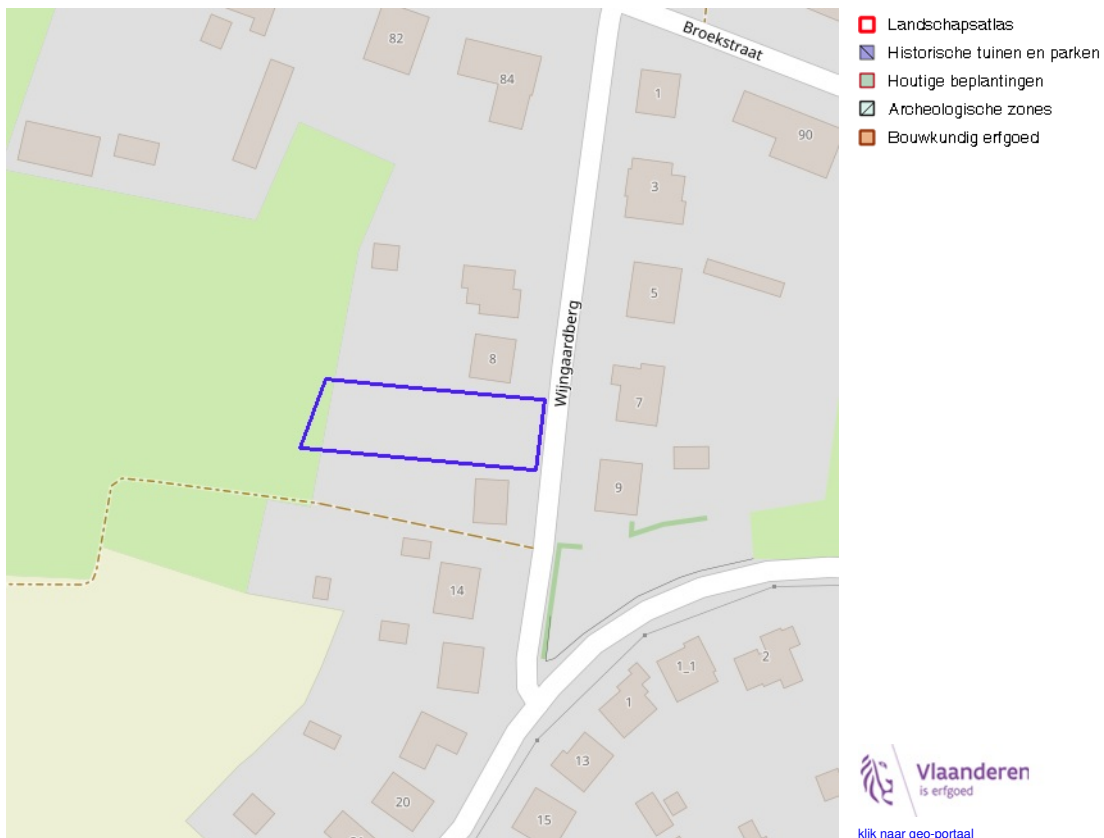 82
84
Broekstraat
1
90
3
5
Wijngaardberg
8
7
9
14
1_1
2
1
13
20
15
Landschapsatlas
Historische tuinen en parken
Houtige beplantingen
Archeologische zones
Bouwkundig erfgoed
Vlaanderen
is erfgoed
klik naar geo-portaal